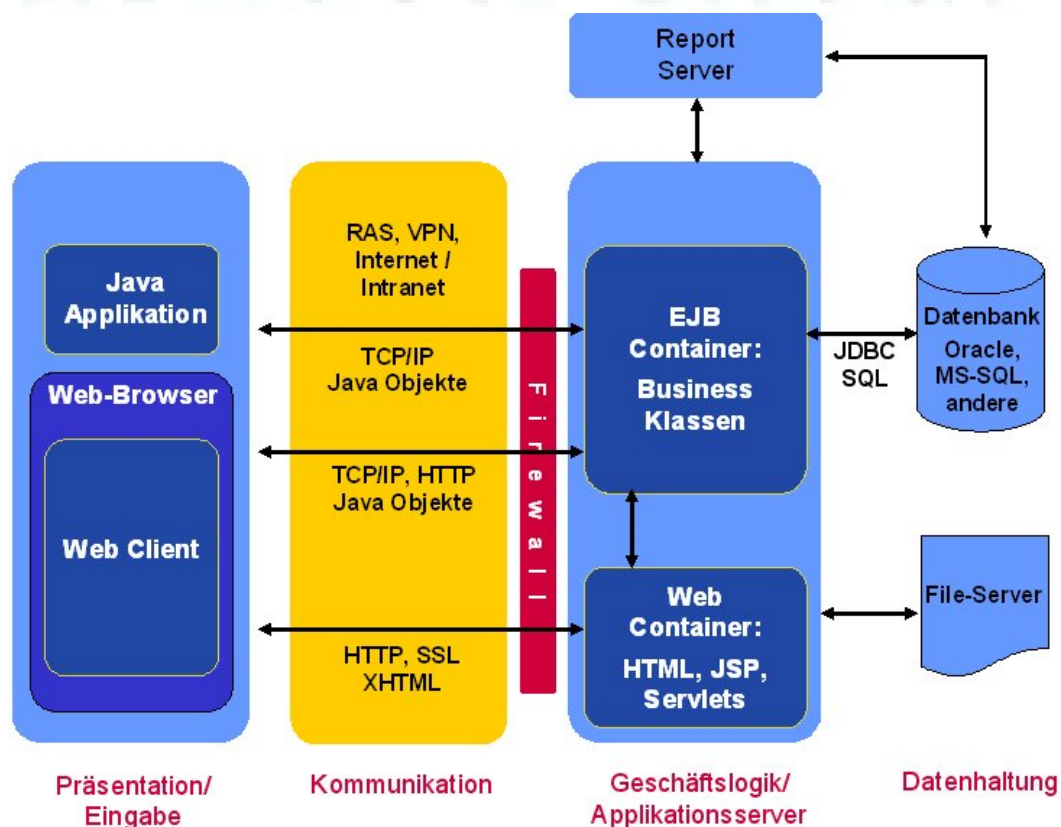 Report
Server
Java
Applikation
Web-Browser
Web Client
RAS, VPN,
Internet /
Intranet
TCP/IP
Java Objekte
TCP/IP, HTTP
Java Objekte
HTTP, SSL
XHTML
Firewall
EJB
Container:
Business
Klassen
Web
Container:
HTML, JSP,
Servlets
JDBC
SQL
Datenbank
Oracle,
MS-SQL,
andere
File-Server
Präsentation/
Eingabe
Kommunikation
Geschäftslogik/
Applikationsserver
Datenhaltung